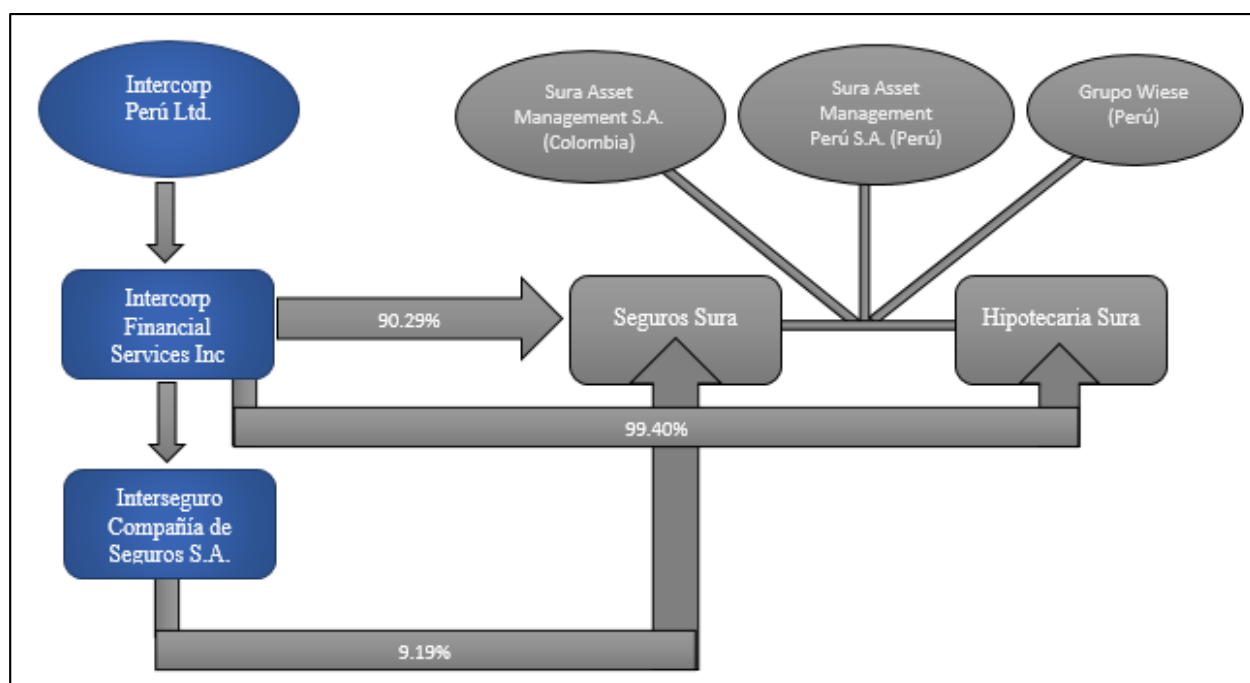 Intercorp
Perú Ltd.
Sura Asset
Management S.A.
(Colombia)
Sura Asset
Management
Perú S.A. (Perú)
Grupo Wiese
(Perú)
Intercorp
Financial
Services Inc
90.29%
Seguros Sura
Hipotecaria Sura
99.40%
Interseguro
Compañía de
Seguros S.A.
9.19%